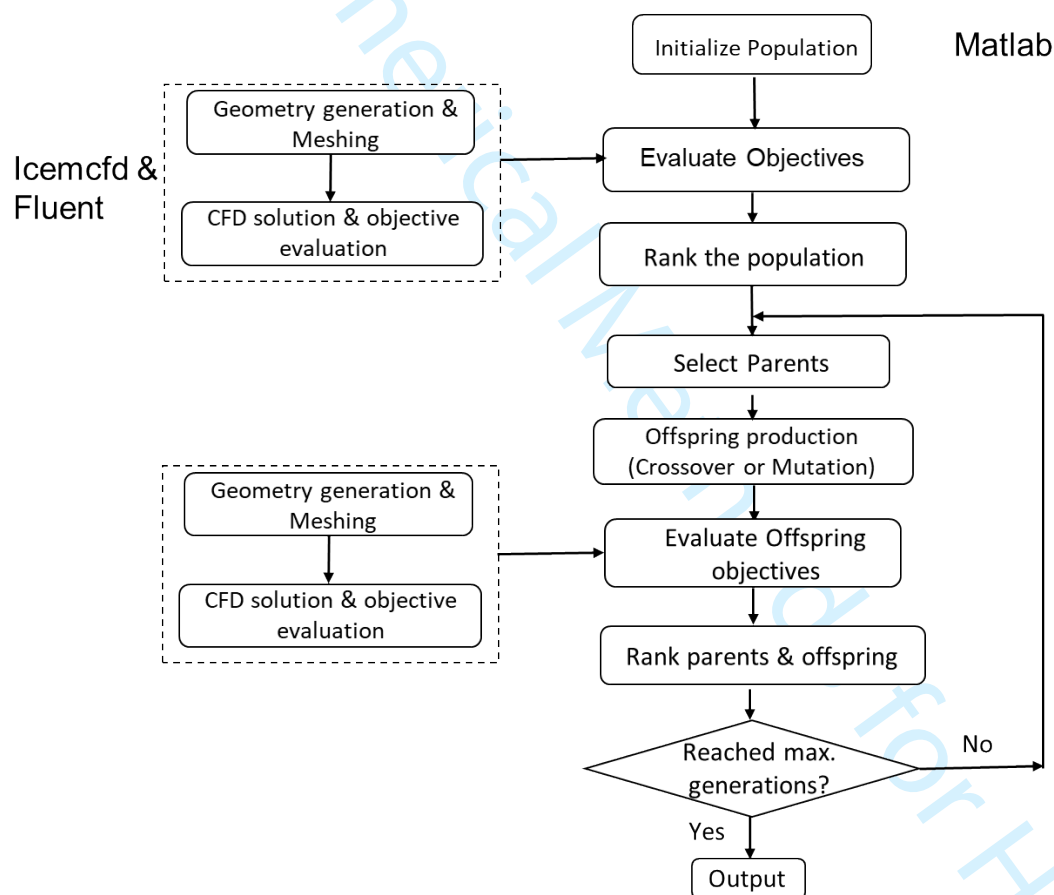 Initialize Population
Matlab
Geometry generation &
Meshing
Icemcfd &
Fluent
Evaluate Objectives
CFD solution & objective
evaluation
Rank the population
Select Parents
Offspring production
(Crossover or Mutation)
Geometry generation &
Meshing
Evaluate Offspring
objectives
CFD solution & objective
evaluation
Rank parents & offspring
Reached max.
generations?
No
Yes
Output